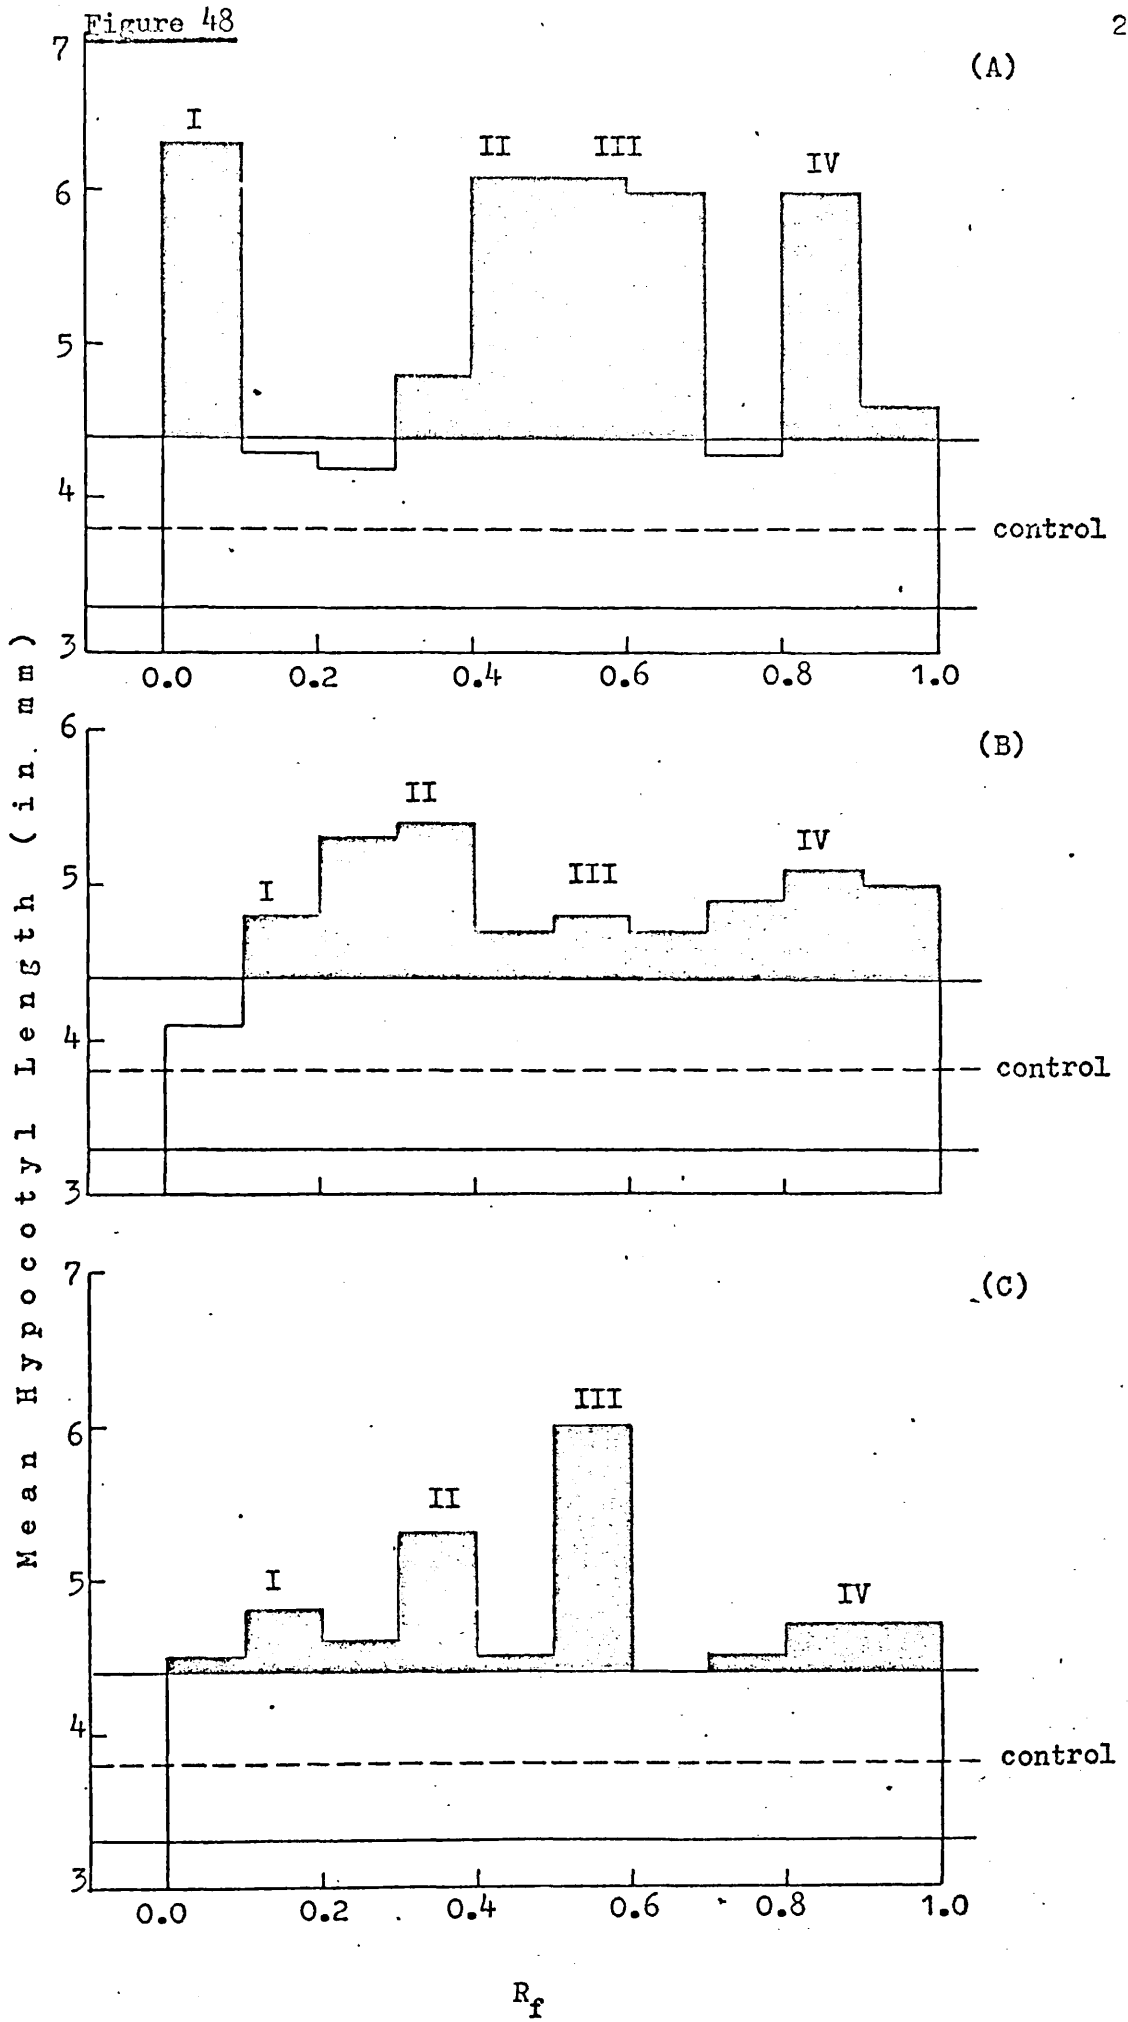 Figure 48
2
(A)
7
6
5
4
3
I
II
III
IV
control
0.0 0.2 0.4 0.6 0.8 1.0
(B)
6
5
4
3
I
II
III
IV
control
(C)
7
6
5
4
3
I
II
III
IV
control
0.0 0.2 0.4 0.6 0.8 1.0
Mean Hypocotyl Length (in mm)
Rf